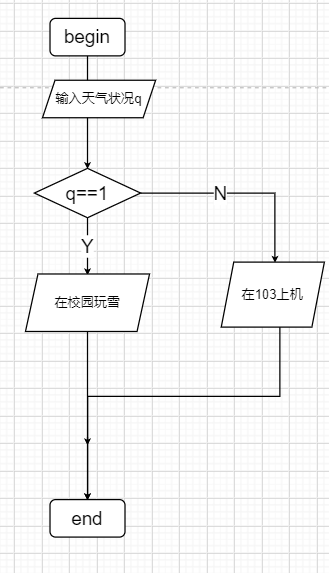 begin
输入天气状况q
q==1
N
Y
在校园玩雪
在103上机
end